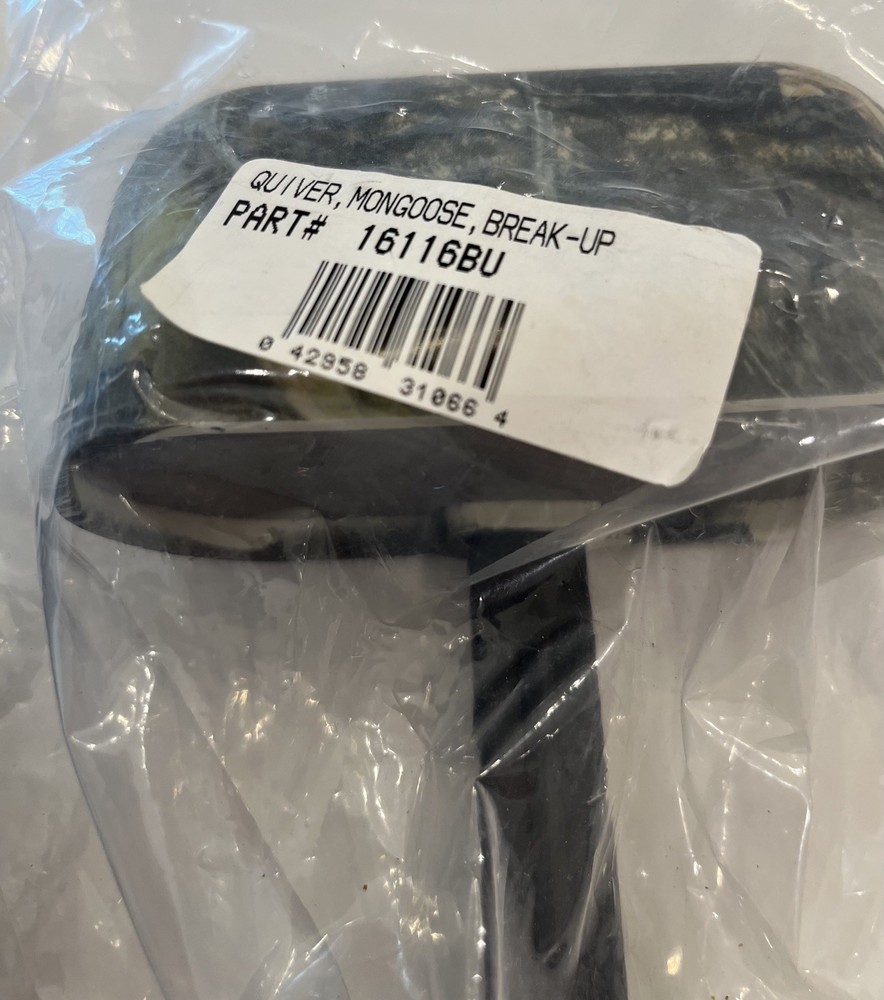 QUIVER, MONGOOSE, BREAK-UP
PART# 16116BU
0 42958 31066 4